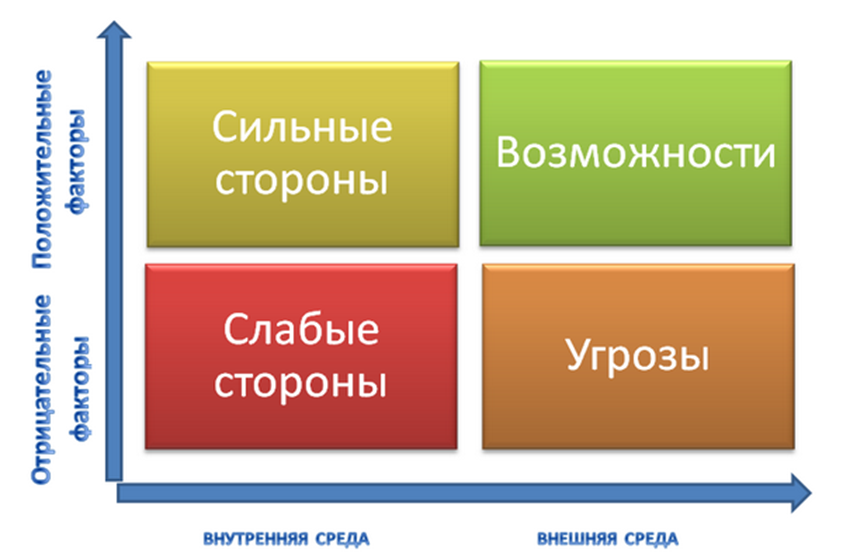 Положительные
факторы
Сильные
стороны
Возможности
Отрицательные
факторы
Слабые
стороны
Угрозы
ВНУТРЕННЯЯ СРЕДА
ВНЕШНЯЯ СРЕДА